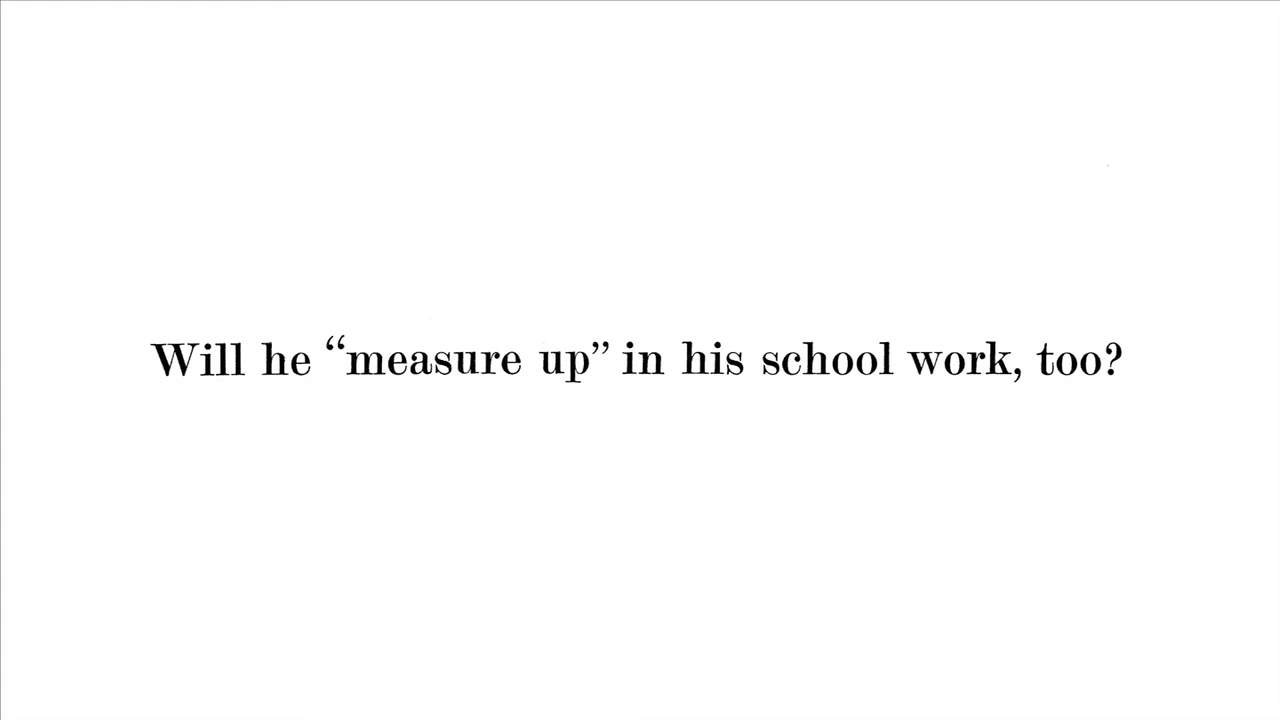 Will he “measure up” in his school work, too?